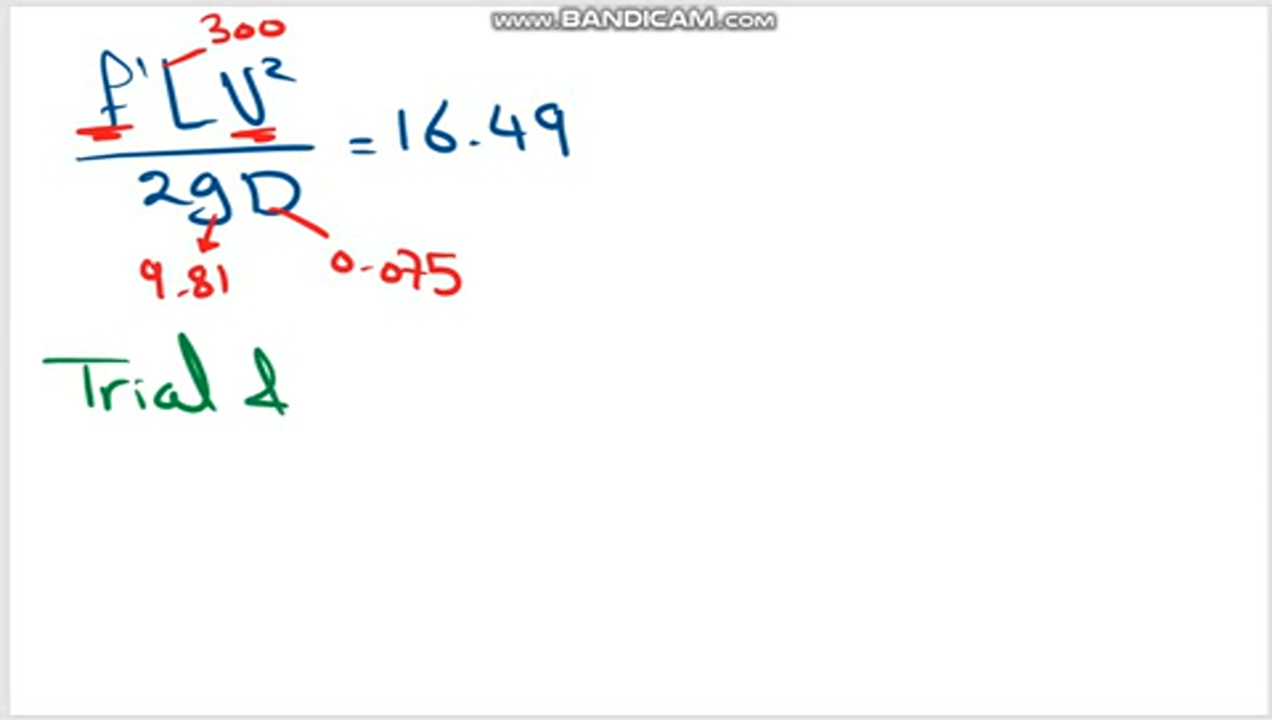 www.BANDICAM.com
300
f' L V²
= 16.49
2gD
9.81 0.075
Trial &